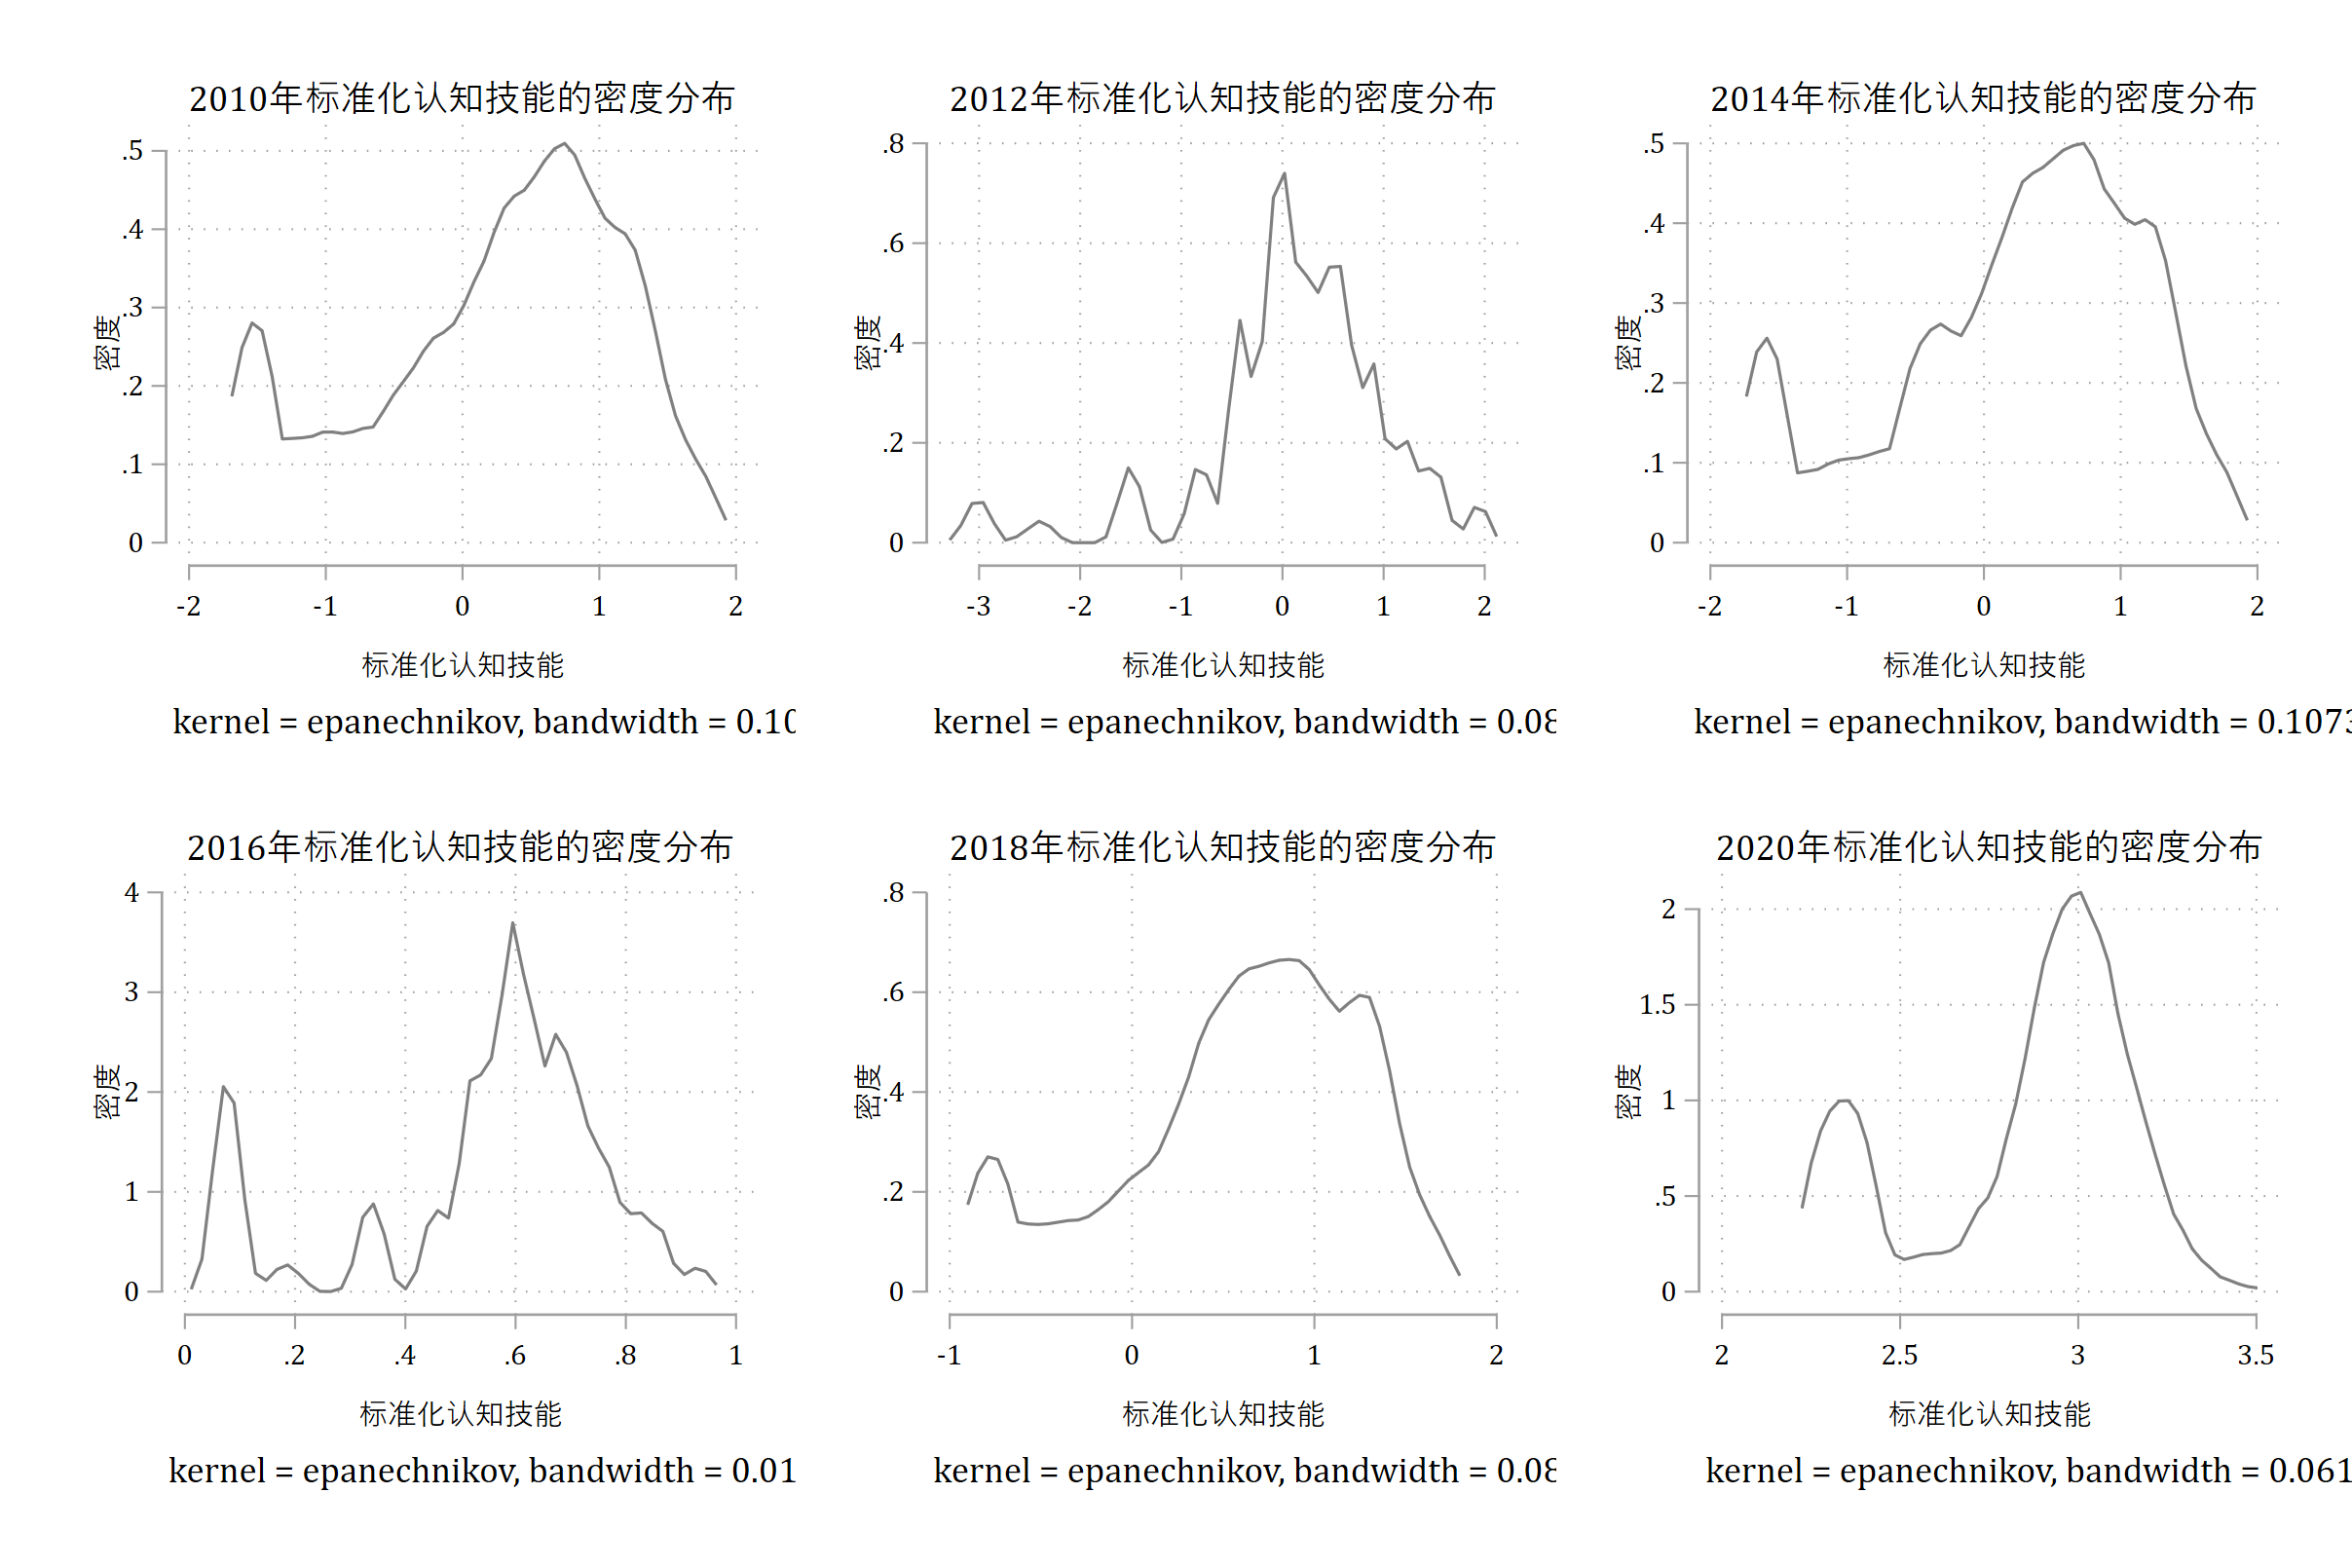 2010年标准化认知技能的密度分布
.5
.4
.3
.2
.1
0
密度
-2 -1 0 1 2
标准化认知技能
kernel = epanechnikov, bandwidth = 0.10
2012年标准化认知技能的密度分布
.8
.6
.4
.2
0
密度
-3 -2 -1 0 1 2
标准化认知技能
kernel = epanechnikov, bandwidth = 0.08
2014年标准化认知技能的密度分布
.5
.4
.3
.2
.1
0
密度
-2 -1 0 1 2
标准化认知技能
kernel = epanechnikov, bandwidth = 0.1073
2016年标准化认知技能的密度分布
4
3
2
1
0
密度
0 .2 .4 .6 .8 1
标准化认知技能
kernel = epanechnikov, bandwidth = 0.01
2018年标准化认知技能的密度分布
.8
.6
.4
.2
0
密度
-1 0 1 2
标准化认知技能
kernel = epanechnikov, bandwidth = 0.08
2020年标准化认知技能的密度分布
2
1.5
1
.5
0
密度
2 2.5 3 3.5
标准化认知技能
kernel = epanechnikov, bandwidth = 0.061